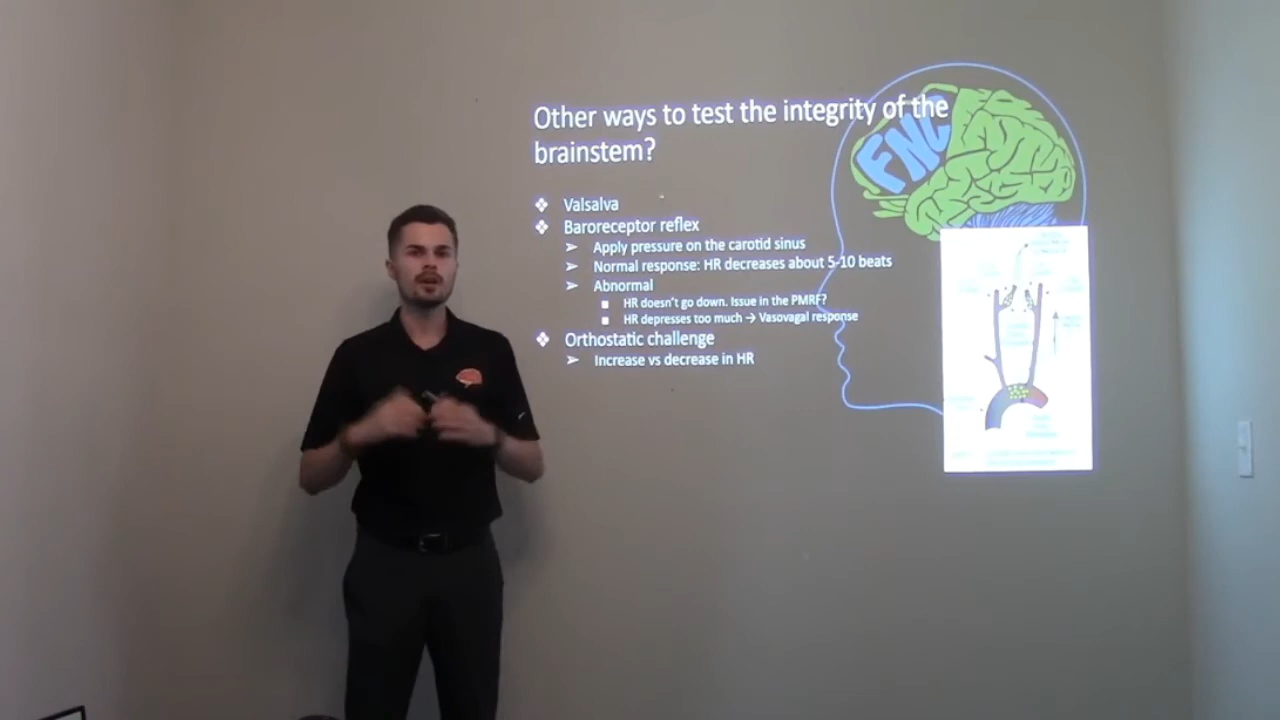 Other ways to test the integrity of the
brainstem?
FNC
❖ Valsalva
❖ Baroreceptor reflex
➢ Apply pressure on the carotid sinus
➢ Normal response: HR decreases about 5-10 beats
➢ Abnormal
▪ HR doesn't go down. Issue in the PMRF?
▪ HR depresses too much → Vasovagal response
❖ Orthostatic challenge
➢ Increase vs decrease in HR